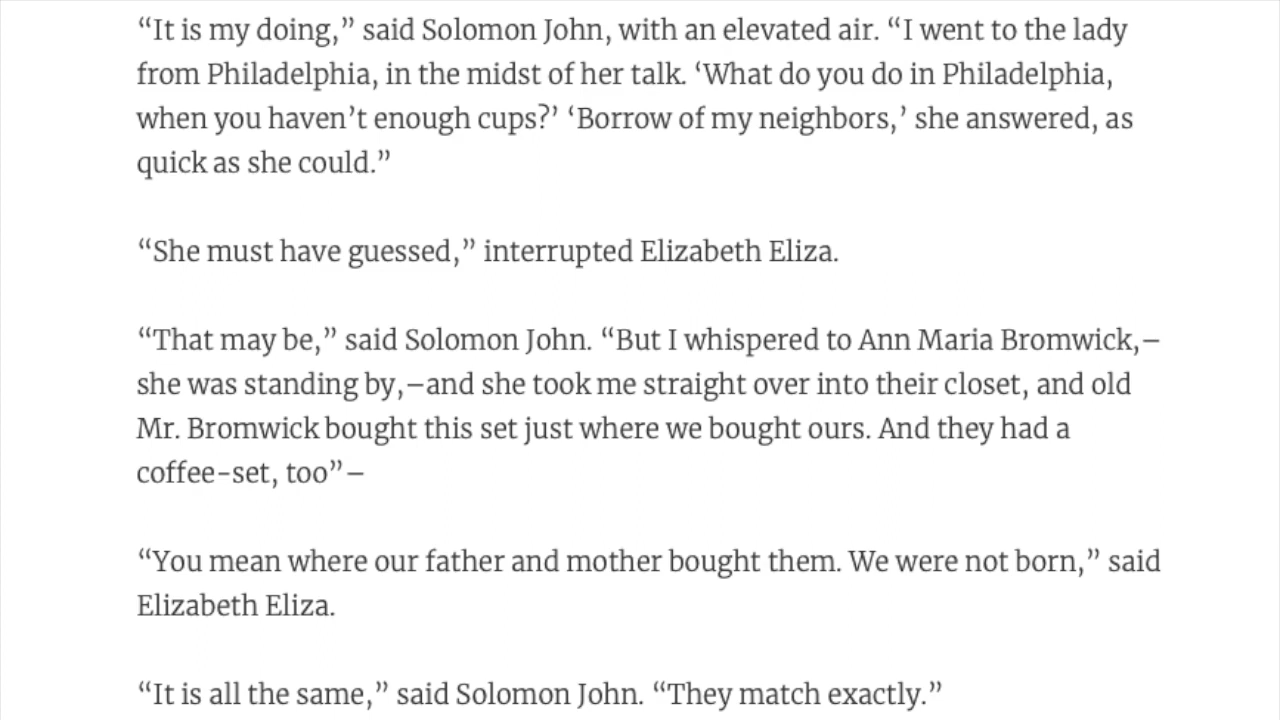 “It is my doing,” said Solomon John, with an elevated air. “I went to the lady
from Philadelphia, in the midst of her talk. ‘What do you do in Philadelphia,
when you haven’t enough cups?’ ‘Borrow of my neighbors,’ she answered, as
quick as she could.”
“She must have guessed,” interrupted Elizabeth Eliza.
“That may be,” said Solomon John. “But I whispered to Ann Maria Bromwick,–
she was standing by,–and she took me straight over into their closet, and old
Mr. Bromwick bought this set just where we bought ours. And they had a
coffee-set, too”–
“You mean where our father and mother bought them. We were not born,” said
Elizabeth Eliza.
“It is all the same,” said Solomon John. “They match exactly.”